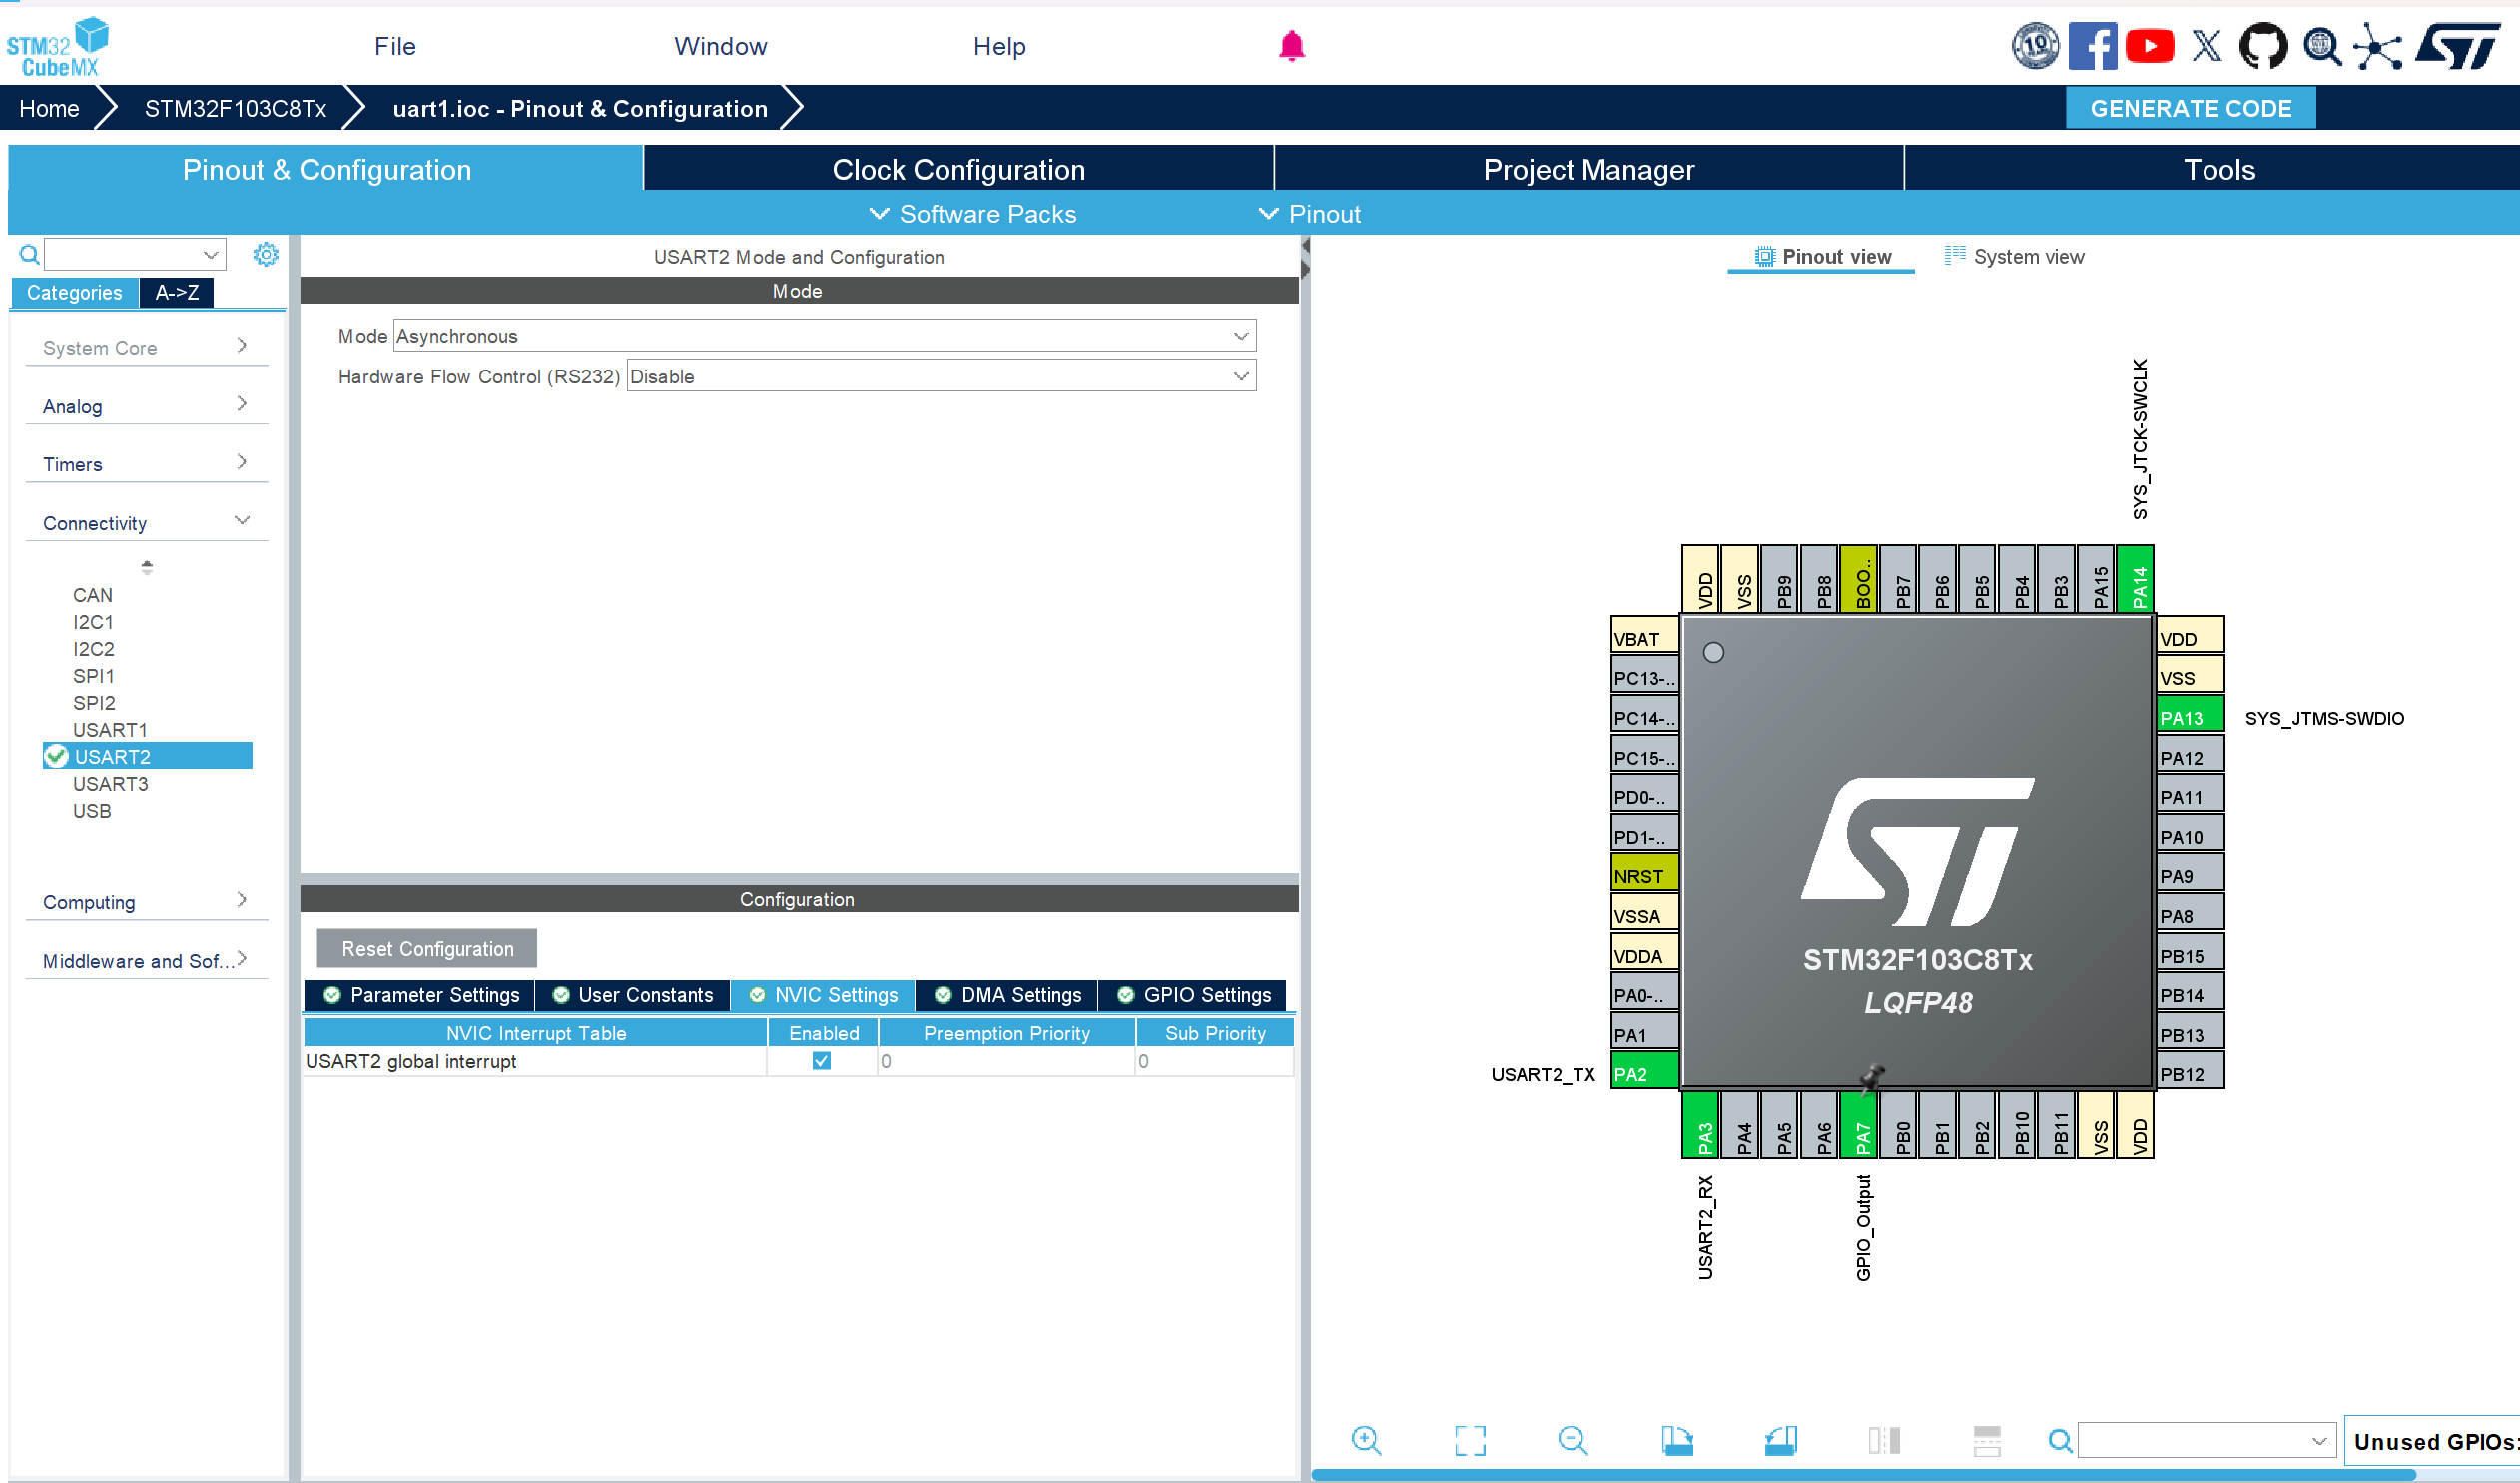 STM32
CubeMX
File
Window
Help
10
Home
STM32F103C8Tx
uart1.ioc - Pinout & Configuration
GENERATE CODE
Pinout & Configuration
Clock Configuration
Project Manager
Tools
Software Packs
Pinout
Categories
A->Z
System Core
Analog
Timers
Connectivity
CAN
I2C1
I2C2
SPI1
SPI2
USART1
USART2
USART3
USB
Computing
Middleware and Sof...
USART2 Mode and Configuration
Mode
Mode Asynchronous
Hardware Flow Control (RS232) Disable
Configuration
Reset Configuration
Parameter Settings
User Constants
NVIC Settings
DMA Settings
GPIO Settings
NVIC Interrupt Table
Enabled
Preemption Priority
Sub Priority
USART2 global interrupt
0
0
Pinout view
System view
SYS_JTCK-SWCLK
VDD
VSS
PB9
PB8
BOO..
PB7
PB6
PB5
PB4
PB3
PA15
PA14
VBAT
PC13-..
PC14-..
PC15-..
PD0-..
PD1-..
NRST
VSSA
VDDA
PA0-..
PA1
USART2_TX
PA2
VDD
VSS
PA13
SYS_JTMS-SWDIO
PA12
PA11
PA10
PA9
PA8
PB15
PB14
PB13
PB12
ST
STM32F103C8Tx
LQFP48
PA3
PA4
PA5
PA6
PA7
PB0
PB1
PB2
PB10
PB11
VSS
VDD
USART2_RX
GPIO_Output
Unused GPIOs: